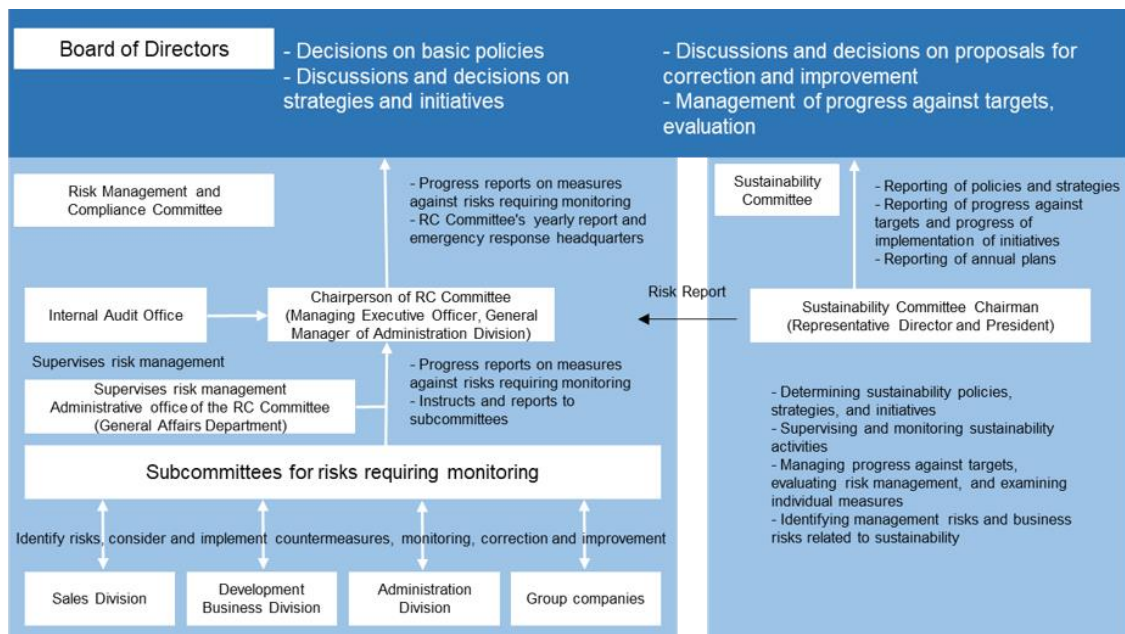 Board of Directors
- Decisions on basic policies
- Discussions and decisions on
strategies and initiatives
- Discussions and decisions on proposals for
correction and improvement
- Management of progress against targets,
evaluation
Risk Management and
Compliance Committee
- Progress reports on measures
against risks requiring monitoring
- RC Committee's yearly report and
emergency response headquarters
Sustainability
Committee
- Reporting of policies and strategies
- Reporting of progress against
targets and progress of
implementation of initiatives
- Reporting of annual plans
Internal Audit Office
Chairperson of RC Committee
(Managing Executive Officer, General
Manager of Administration Division)
Risk Report
Sustainability Committee Chairman
(Representative Director and President)
Supervises risk management
Supervises risk management
Administrative office of the RC Committee
(General Affairs Department)
- Progress reports on measures
against risks requiring monitoring
- Instructs and reports to
subcommittees
- Determining sustainability policies,
strategies, and initiatives
- Supervising and monitoring sustainability
activities
- Managing progress against targets,
evaluating risk management, and examining
individual measures
- Identifying management risks and business
risks related to sustainability
Subcommittees for risks requiring monitoring
Identify risks, consider and implement countermeasures, monitoring, correction and improvement
Sales Division
Development
Business Division
Administration
Division
Group companies